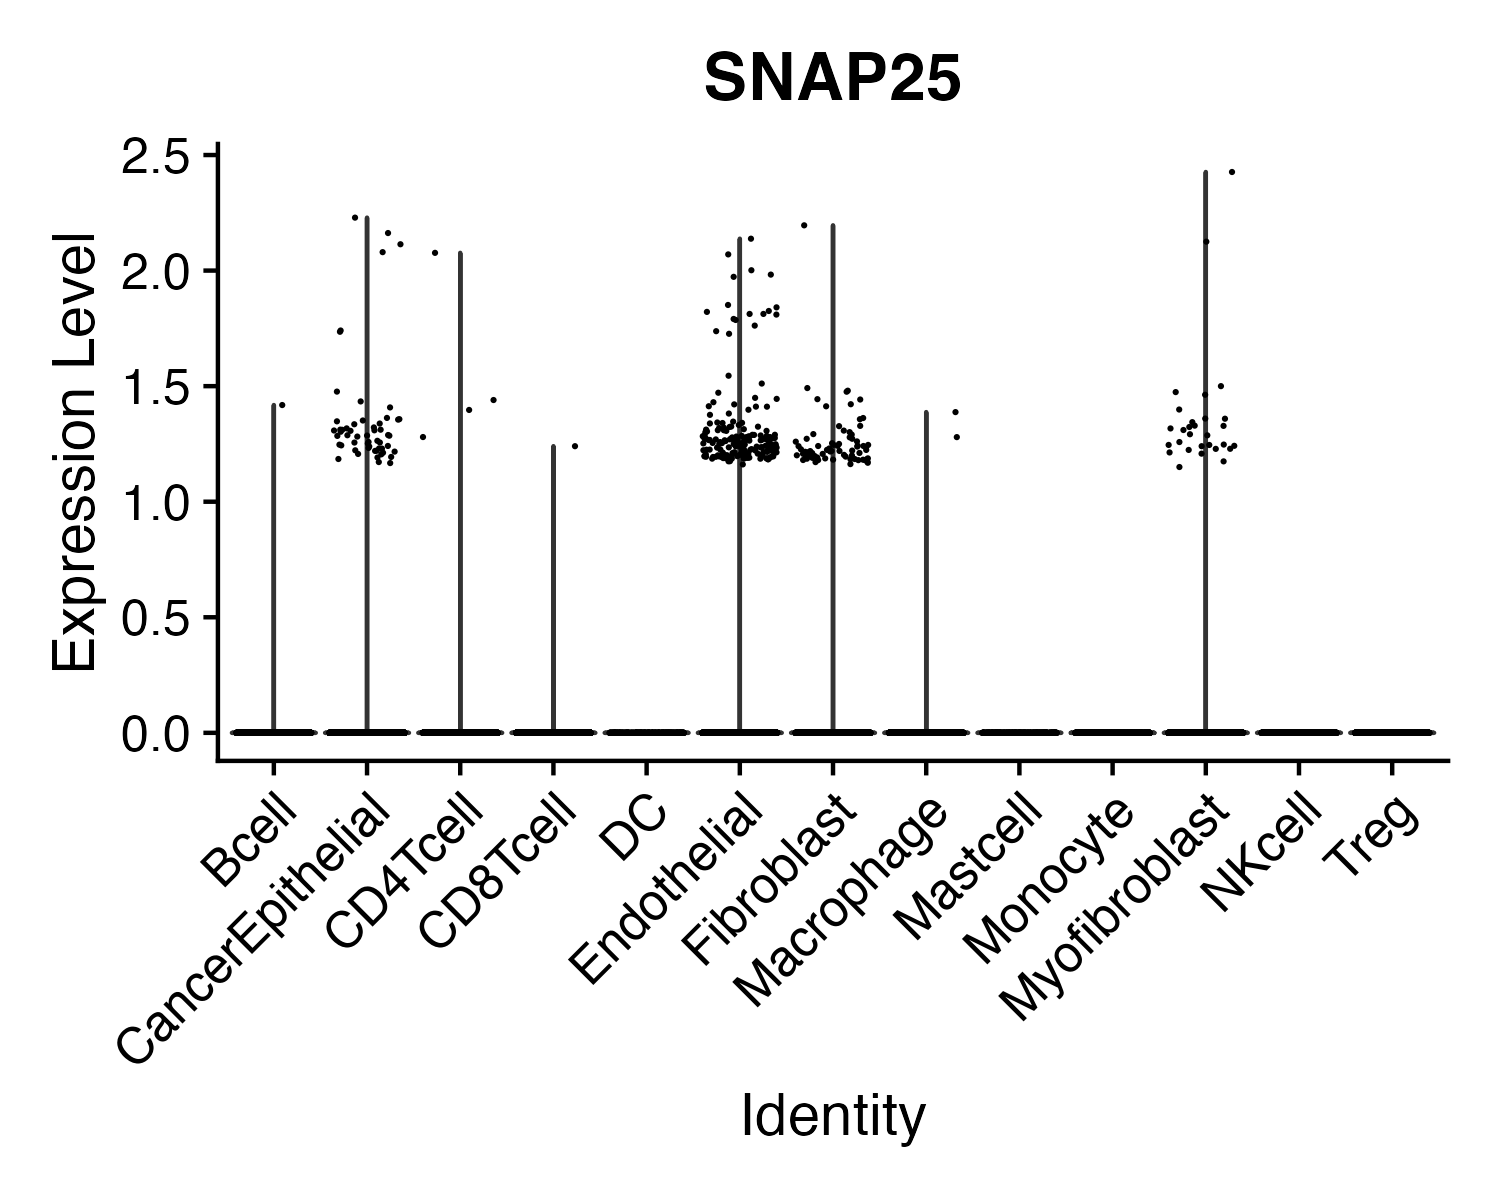 SNAP25
Expression Level
2.5
2.0
1.5
1.0
0.5
0.0
Bcell
CancerEpithelial
CD4Tcell
CD8Tcell
DC
Endothelial
Fibroblast
Macrophage
Mastcell
Monocyte
Myofibroblast
NKcell
Treg
Identity